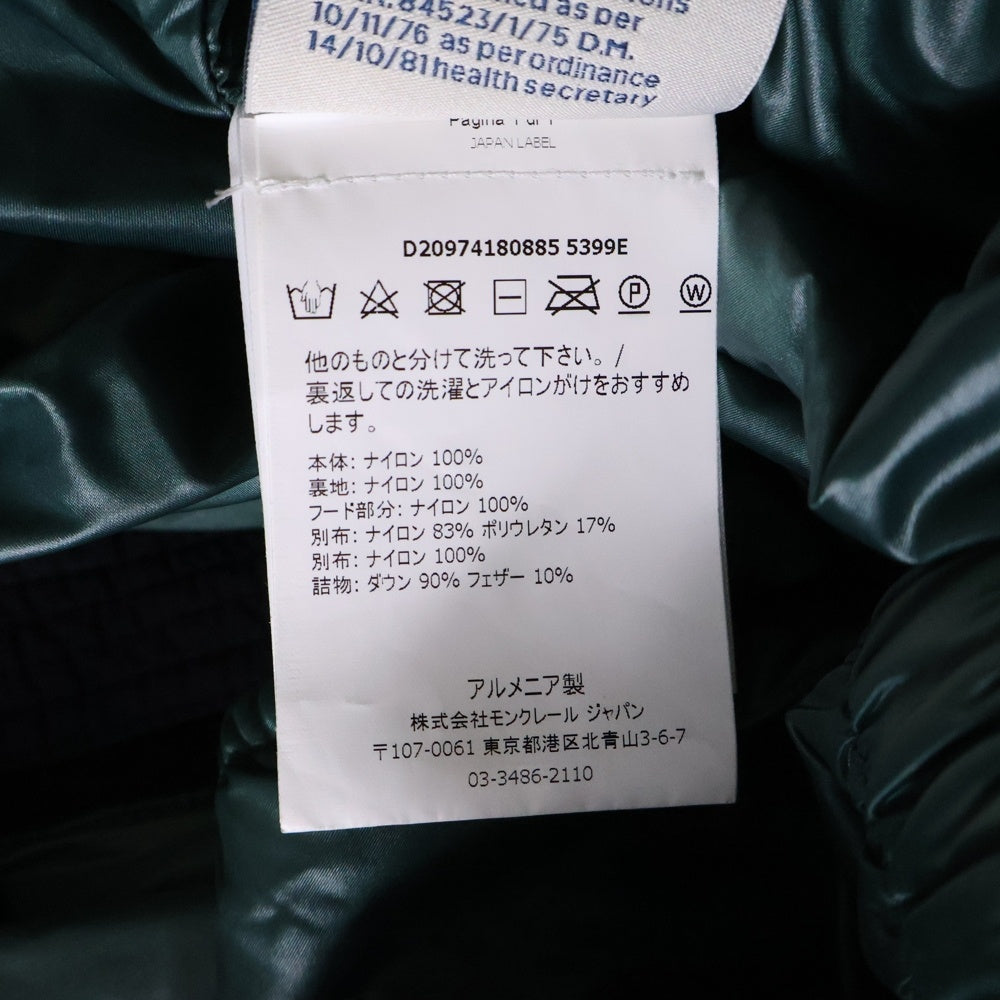 as per
84523/1/75 D.M.
10/11/76 as per ordinance
14/10/81 health secretary
Pagina 1 di 1
JAPAN LABEL
D20974180885 5399E
P W
他のものと分けて洗って下さい。/
裏返しての洗濯とアイロンがけをおすすめ
します。
本体: ナイロン 100%
裏地: ナイロン 100%
フード部分: ナイロン 100%
別布: ナイロン 83% ポリウレタン 17%
別布: ナイロン 100%
詰物: ダウン 90% フェザー 10%
アルメニア製
株式会社モンクレール ジャパン
〒107-0061 東京都港区北青山3-6-7
03-3486-2110